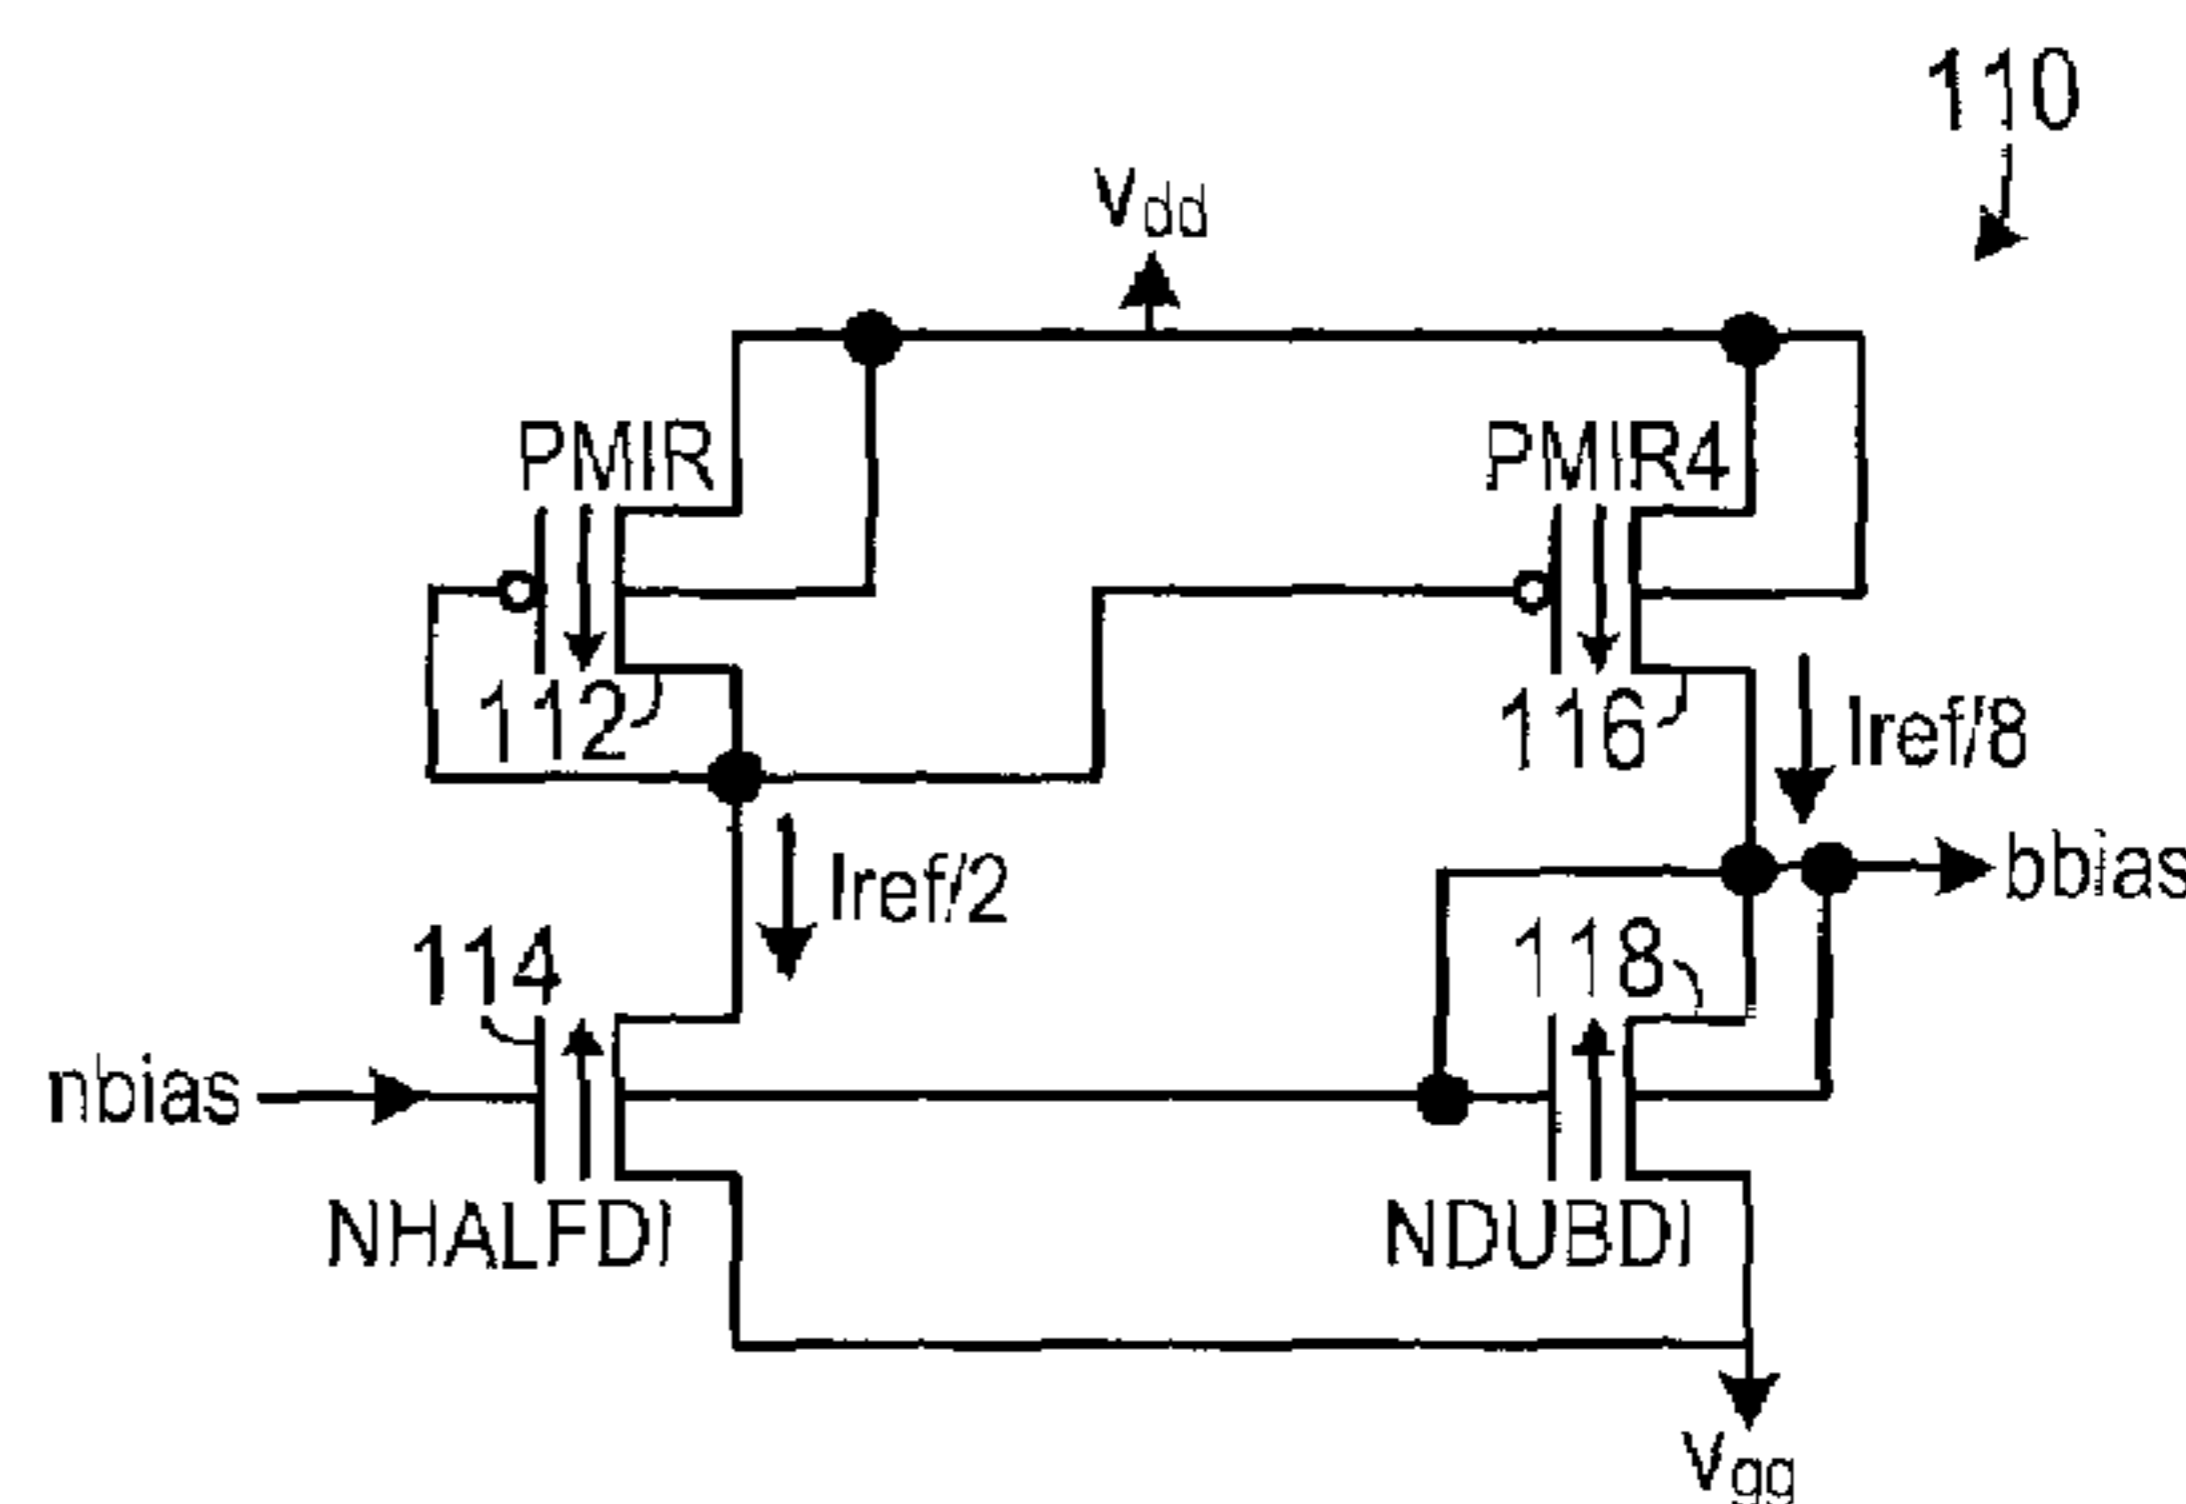 110
Vdd
PMIR
PMIR4
112
116
Iref/8
Iref/2
bbias
114
118
nbias
NHALFDI
NDUBDI
Vgg